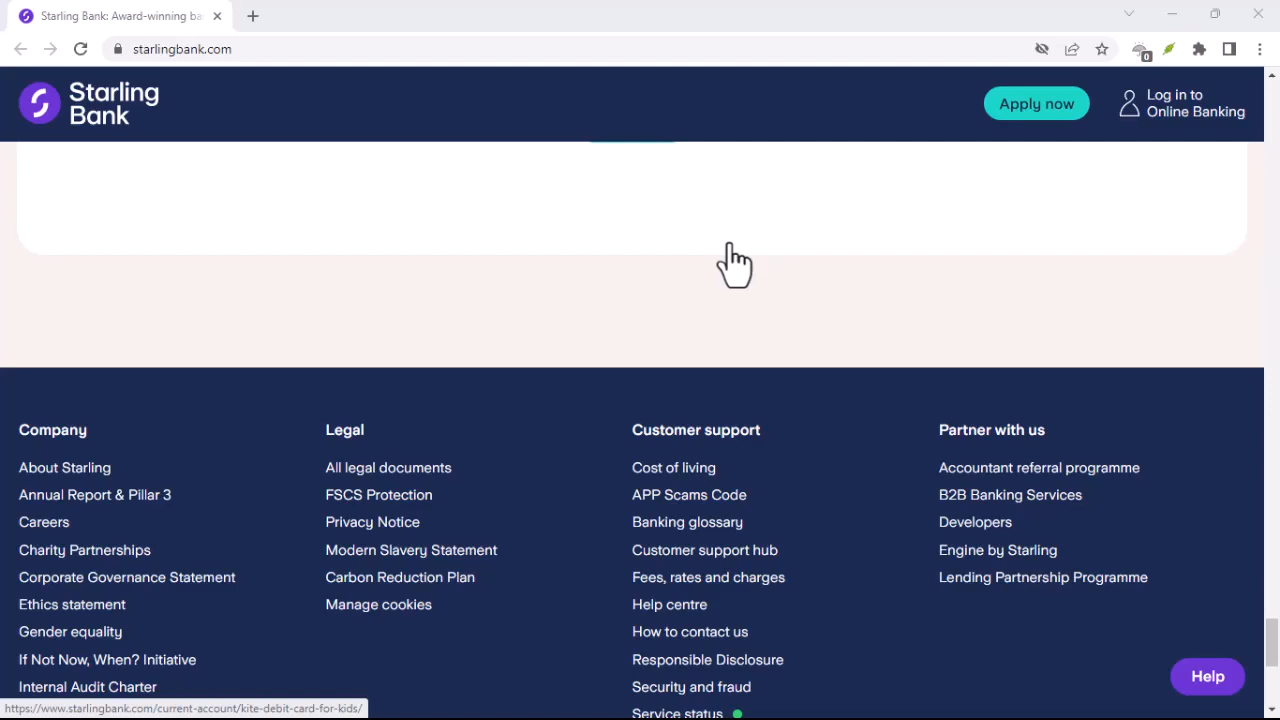 Starling Bank: Award-winning ba
starlingbank.com
0
Starling
Bank
Apply now
Log in to
Online Banking
Company
About Starling
Annual Report & Pillar 3
Careers
Charity Partnerships
Corporate Governance Statement
Ethics statement
Gender equality
If Not Now, When? Initiative
Internal Audit Charter
Legal
All legal documents
FSCS Protection
Privacy Notice
Modern Slavery Statement
Carbon Reduction Plan
Manage cookies
Customer support
Cost of living
APP Scams Code
Banking glossary
Customer support hub
Fees, rates and charges
Help centre
How to contact us
Responsible Disclosure
Security and fraud
Service status
Partner with us
Accountant referral programme
B2B Banking Services
Developers
Engine by Starling
Lending Partnership Programme
Help
https://www.starlingbank.com/current-account/kite-debit-card-for-kids/